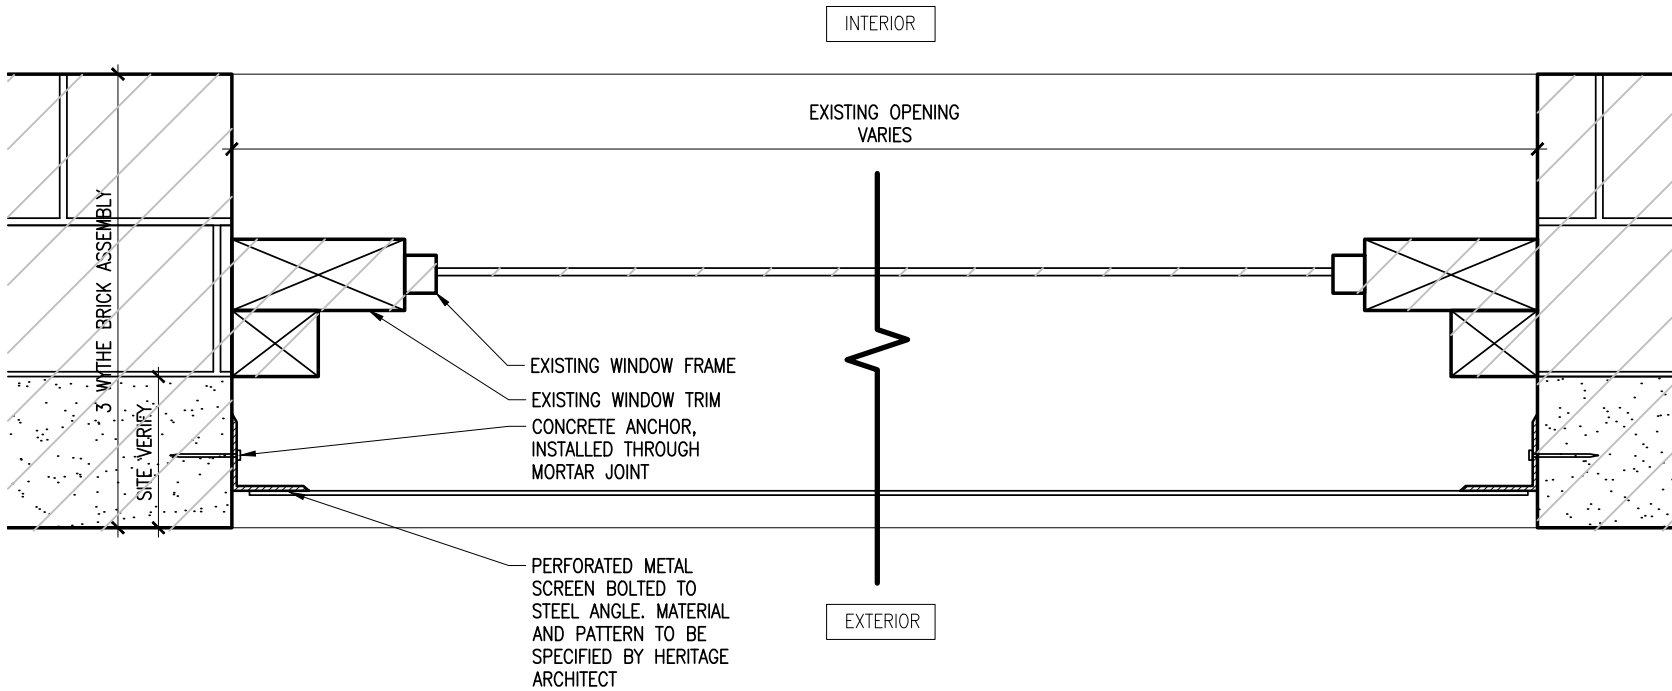 INTERIOR
EXISTING OPENING
VARIES
3 WYTHE BRICK ASSEMBLY
SITE VERIFY
EXISTING WINDOW FRAME
EXISTING WINDOW TRIM
CONCRETE ANCHOR,
INSTALLED THROUGH
MORTAR JOINT
PERFORATED METAL
SCREEN BOLTED TO
STEEL ANGLE. MATERIAL
AND PATTERN TO BE
SPECIFIED BY HERITAGE
ARCHITECT
EXTERIOR